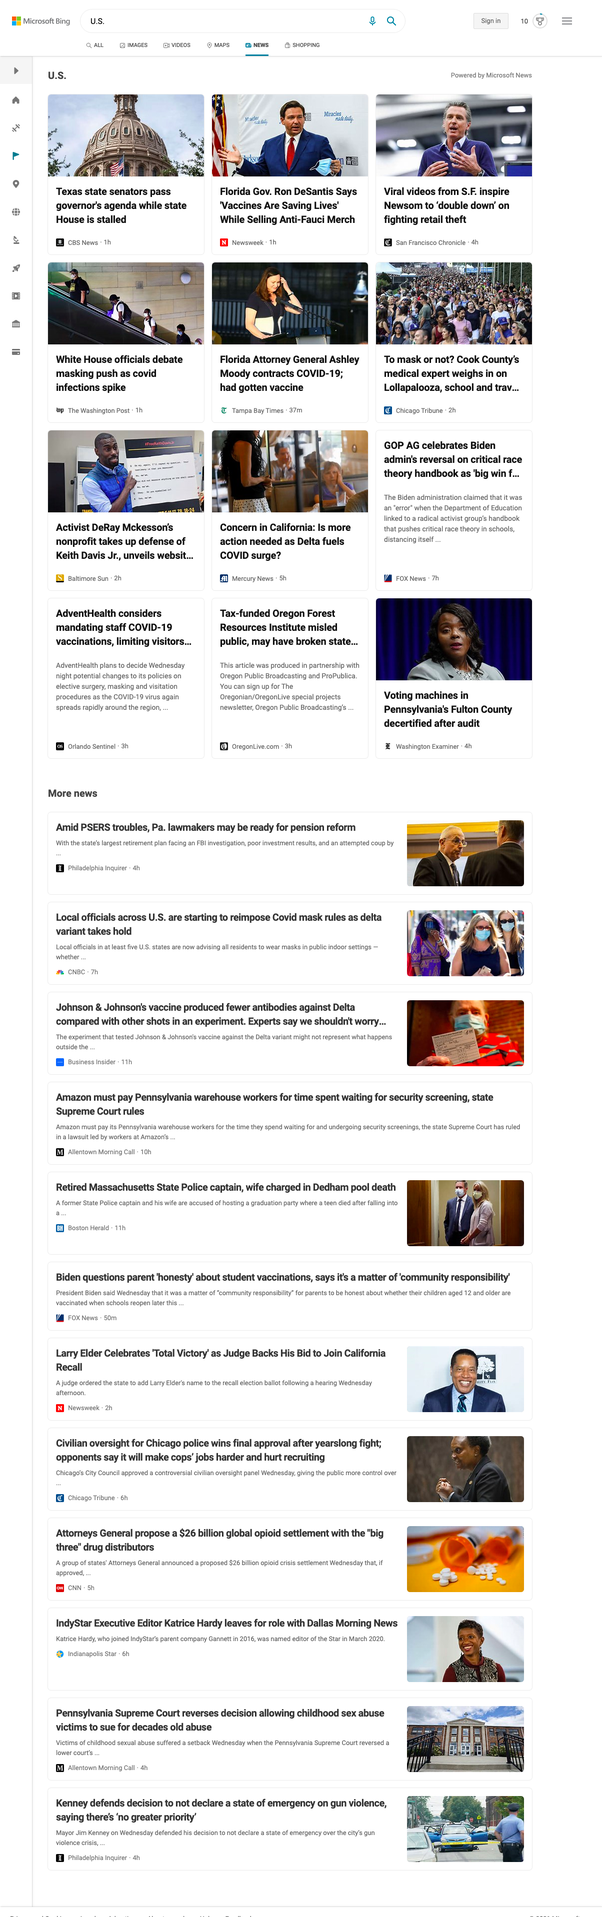 Microsoft Bing
U.S.
Sign in
10
ALL
IMAGES
VIDEOS
MAPS
NEWS
SHOPPING
U.S.
Powered by Microsoft News
Texas state senators pass
governor's agenda while state
House is stalled
CBS News · 1h
Florida Gov. Ron DeSantis Says
'Vaccines Are Saving Lives'
While Selling Anti-Fauci Merch
Newsweek · 1h
Viral videos from S.F. inspire
Newsom to 'double down' on
fighting retail theft
San Francisco Chronicle · 4h
White House officials debate
masking push as covid
infections spike
The Washington Post · 1h
Florida Attorney General Ashley
Moody contracts COVID-19;
had gotten vaccine
Tampa Bay Times · 37m
To mask or not? Cook County's
medical expert weighs in on
Lollapalooza, school and trav...
Chicago Tribune · 2h
Activist DeRay Mckesson's
nonprofit takes up defense of
Keith Davis Jr., unveils websit...
Baltimore Sun · 2h
Concern in California: Is more
action needed as Delta fuels
COVID surge?
Mercury News · 5h
GOP AG celebrates Biden
admin's reversal on critical race
theory handbook as 'big win f...
The Biden administration claimed that it was
an "error" when the Department of Education
linked to a radical activist group's handbook
that pushes critical race theory in schools,
distancing itself ...
FOX News · 7h
AdventHealth considers
mandating staff COVID-19
vaccinations, limiting visitors...
AdventHealth plans to decide Wednesday
night potential changes to its policies on
elective surgery, masking and visitation
procedures as the COVID-19 virus again
spreads rapidly around the region, ...
Orlando Sentinel · 3h
Tax-funded Oregon Forest
Resources Institute misled
public, may have broken state...
This article was produced in partnership with
Oregon Public Broadcasting and ProPublica.
You can sign up for The
Oregonian/OregonLive special projects
newsletter, Oregon Public Broadcasting's ...
OregonLive.com · 3h
Voting machines in
Pennsylvania's Fulton County
decertified after audit
Washington Examiner · 4h
More news
Amid PSERS troubles, Pa. lawmakers may be ready for pension reform
With the state's largest retirement plan facing an FBI investigation, poor investment results, and an attempted coup by
...
Philadelphia Inquirer · 4h
Local officials across U.S. are starting to reimpose Covid mask rules as delta
variant takes hold
Local officials in at least five U.S. states are now advising all residents to wear masks in public indoor settings —
whether ...
CNBC · 7h
Johnson & Johnson's vaccine produced fewer antibodies against Delta
compared with other shots in an experiment. Experts say we shouldn't worry...
The experiment that tested Johnson & Johnson's vaccine against the Delta variant might not represent what happens
outside the ...
Business Insider · 11h
Amazon must pay Pennsylvania warehouse workers for time spent waiting for security screening, state
Supreme Court rules
Amazon must pay its Pennsylvania warehouse workers for the time they spend waiting for and undergoing security screenings, the state Supreme Court has ruled
in a lawsuit led by workers at Amazon's ...
Allentown Morning Call · 10h
Retired Massachusetts State Police captain, wife charged in Dedham pool death
A former State Police captain and his wife are accused of hosting a graduation party where a teen died after falling into
a ...
Boston Herald · 11h
Biden questions parent 'honesty' about student vaccinations, says it's a matter of 'community responsibility'
President Biden said Wednesday that it was a matter of "community responsibility" for parents to be honest about whether their children aged 12 and older are
vaccinated when schools reopen later this ...
FOX News · 50m
Larry Elder Celebrates 'Total Victory' as Judge Backs His Bid to Join California
Recall
A judge ordered the state to add Larry Elder's name to the recall election ballot following a hearing Wednesday
afternoon.
Newsweek · 2h
Civilian oversight for Chicago police wins final approval after yearslong fight;
opponents say it will make cops' jobs harder and hurt recruiting
Chicago's City Council approved a controversial civilian oversight panel Wednesday, giving the public more control over
...
Chicago Tribune · 6h
Attorneys General propose a $26 billion global opioid settlement with the "big
three" drug distributors
A group of states' Attorneys General announced a proposed $26 billion opioid crisis settlement Wednesday that, if
approved, ...
CNN · 5h
IndyStar Executive Editor Katrice Hardy leaves for role with Dallas Morning News
Katrice Hardy, who joined IndyStar's parent company Gannett in 2016, was named editor of the Star in March 2020.
Indianapolis Star · 6h
Pennsylvania Supreme Court reverses decision allowing childhood sex abuse
victims to sue for decades old abuse
Victims of childhood sexual abuse suffered a setback Wednesday when the Pennsylvania Supreme Court reversed a
lower court's ...
Allentown Morning Call · 4h
Kenney defends decision to not declare a state of emergency on gun violence,
saying there's 'no greater priority'
Mayor Jim Kenney on Wednesday defended his decision to not declare a state of emergency over the city's gun
violence crisis, ...
Philadelphia Inquirer · 4h